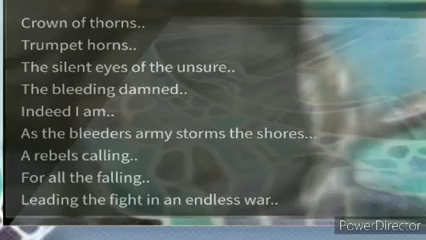 Crown of thorns..
Trumpet horns..
The silent eyes of the unsure..
The bleeding damned..
Indeed I am..
As the bleeders army storms the shores...
A rebels calling..
For all the falling..
Leading the fight in an endless war..
PowerDirector